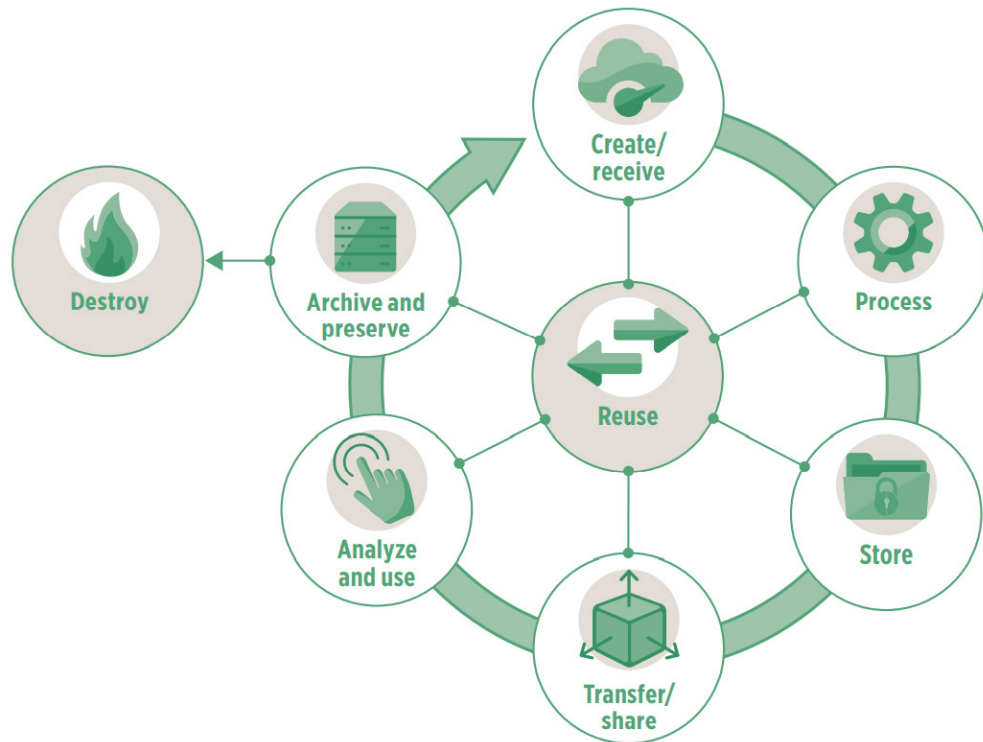 Create/
receive
Process
Store
Transfer/
share
Analyze
and use
Archive and
preserve
Destroy
Reuse